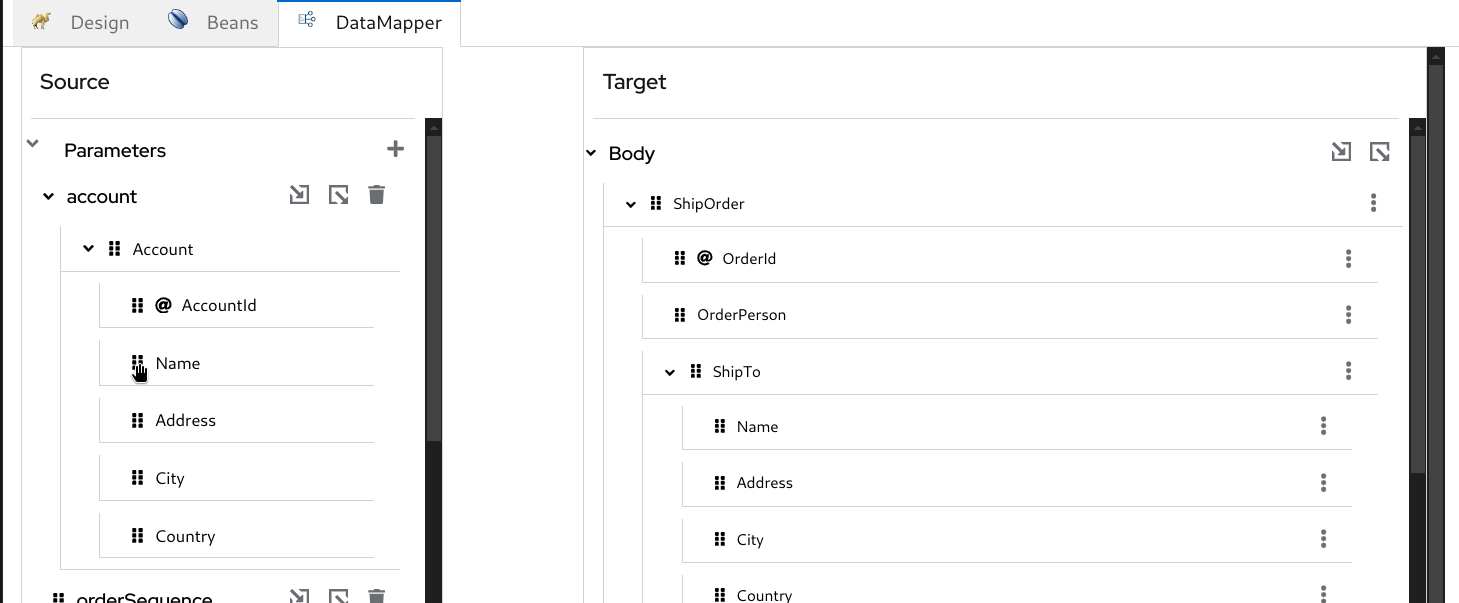 Design Beans DataMapper
Source
Parameters
account
Account
@ AccountId
Name
Address
City
Country
orderSequence
Target
Body
ShipOrder
@ OrderId
OrderPerson
ShipTo
Name
Address
City
Country